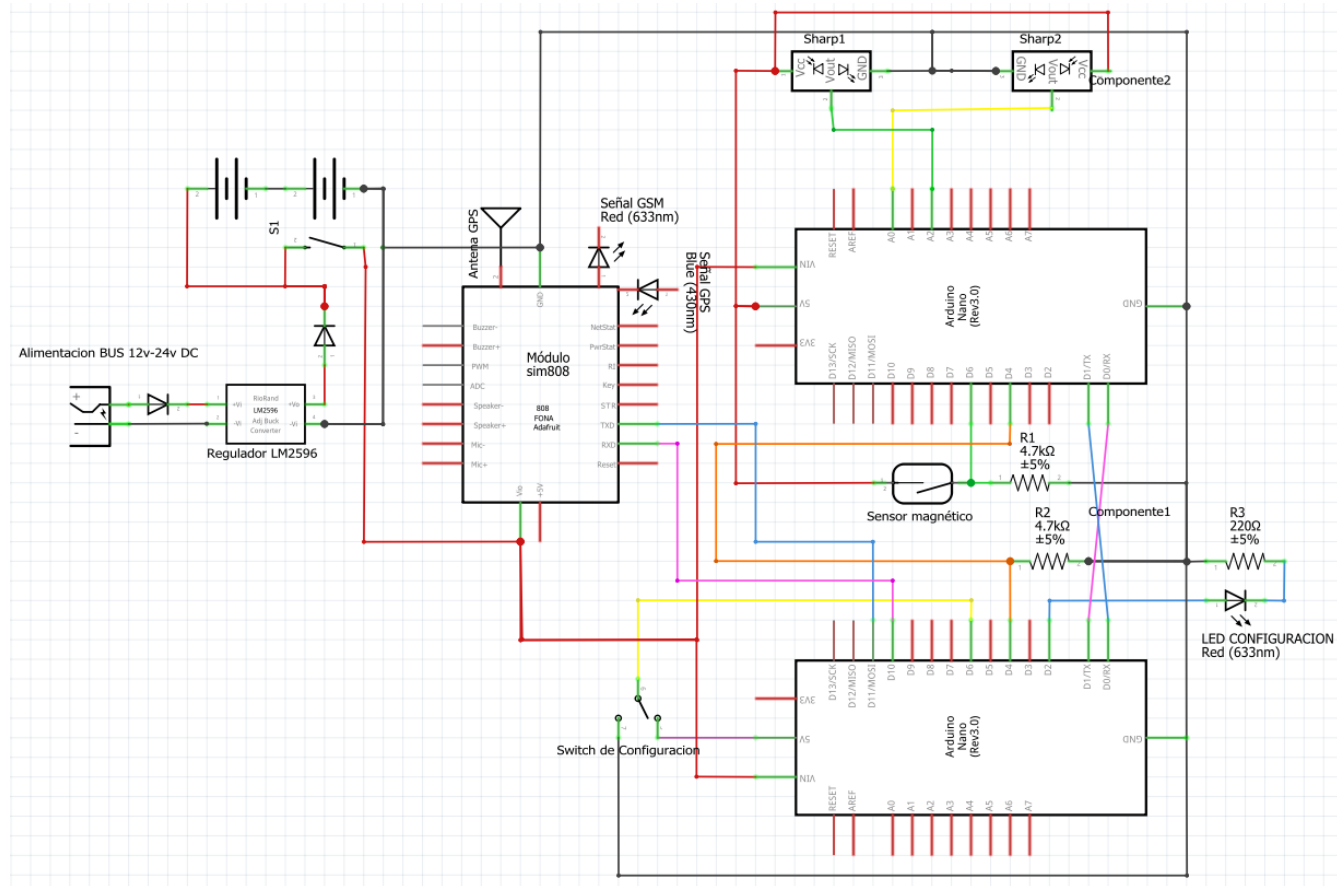 Sharp1
Sharp2
Vcc
Vout
GND
GND
Vout
Vcc
Componente2
S1
Antena GPS
Señal GSM
Red (633nm)
Señal GPS
Blue (430nm)
Alimentacion BUS 12v-24v DC
+
-
+Vi
-Vi
RioRand
LM2596
Adj Buck
Converter
+Vo
-Vi
Regulador LM2596
GND
Buzzer-
Buzzer+
PWM
ADC
Speaker-
Speaker+
Mic-
Mic+
Módulo
sim808
808
FONA
Adafruit
NetStat
PwrStat
RI
Key
STR
TXD
RXD
Reset
Vio
+5V
RESET
AREF
A0
A1
A2
A3
A4
A5
A6
A7
VIN
5V
3V3
Arduino
Nano
(Rev3.0)
GND
D13/SCK
D12/MISO
D11/MOSI
D10
D9
D8
D7
D6
D5
D4
D3
D2
D1/TX
D0/RX
R1
4.7kΩ
±5%
Sensor magnético
Componente1
R2
4.7kΩ
±5%
R3
220Ω
±5%
LED CONFIGURACION
Red (633nm)
Switch de Configuracion
D13/SCK
D12/MISO
D11/MOSI
D10
D9
D8
D7
D6
D5
D4
D3
D2
D1/TX
D0/RX
3V3
5V
VIN
Arduino
Nano
(Rev3.0)
GND
RESET
AREF
A0
A1
A2
A3
A4
A5
A6
A7